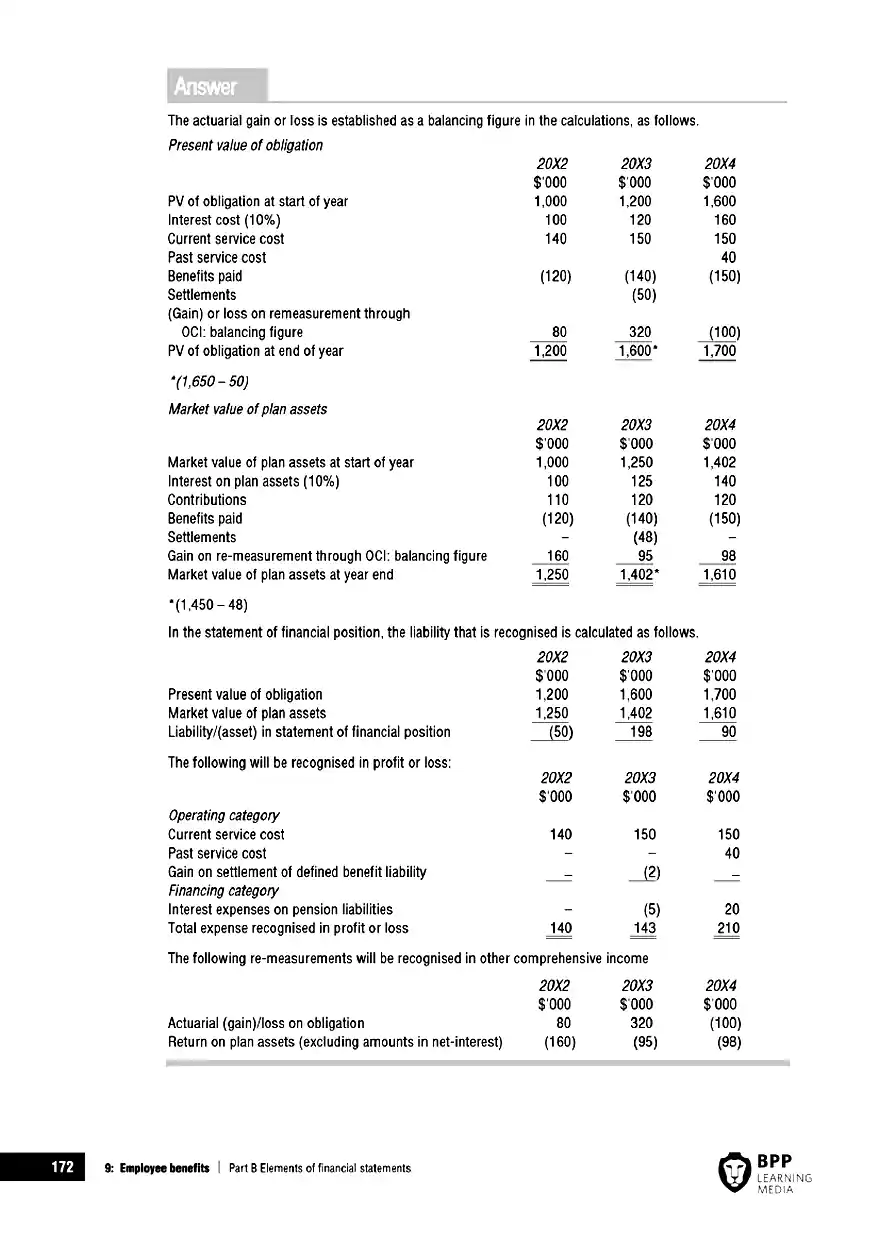 Answer
The actuarial gain or loss is established as a balancing figure in the calculations, as follows.
Present value of obligation
20X2 20X3 20X4
$'000 $'000 $'000
PV of obligation at start of year 1,000 1,200 1,600
Interest cost (10%) 100 120 160
Current service cost 140 150 150
Past service cost 40
Benefits paid (120) (140) (150)
Settlements (50)
(Gain) or loss on remeasurement through
OCI: balancing figure 80 320 (100)
PV of obligation at end of year 1,200 1,600* 1,700
*(1,650 – 50)
Market value of plan assets
20X2 20X3 20X4
$'000 $'000 $'000
Market value of plan assets at start of year 1,000 1,250 1,402
Interest on plan assets (10%) 100 125 140
Contributions 110 120 120
Benefits paid (120) (140) (150)
Settlements – (48) –
Gain on re-measurement through OCI: balancing figure 160 95 98
Market value of plan assets at year end 1,250 1,402* 1,610
*(1,450 – 48)
In the statement of financial position, the liability that is recognised is calculated as follows.
20X2 20X3 20X4
$'000 $'000 $'000
Present value of obligation 1,200 1,600 1,700
Market value of plan assets 1,250 1,402 1,610
Liability/(asset) in statement of financial position (50) 198 90
The following will be recognised in profit or loss:
20X2 20X3 20X4
$'000 $'000 $'000
Operating category
Current service cost 140 150 150
Past service cost – – 40
Gain on settlement of defined benefit liability – (2) –
Financing category
Interest expenses on pension liabilities – (5) 20
Total expense recognised in profit or loss 140 143 210
The following re-measurements will be recognised in other comprehensive income
20X2 20X3 20X4
$'000 $'000 $'000
Actuarial (gain)/loss on obligation 80 320 (100)
Return on plan assets (excluding amounts in net-interest) (160) (95) (98)
172 9: Employee benefits | Part B Elements of financial statements
BPP
LEARNING
MEDIA